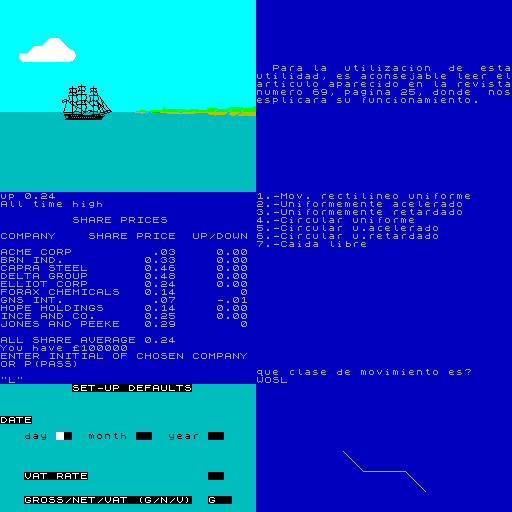 Para la utilizacion de esta
utilidad, es aconsejable leer el
articulo aparecido en la revista
numero 69, pagina 25, donde nos
esplicara su funcionamiento.
up 0.24
All time high
SHARE PRICES
COMPANY SHARE PRICE UP/DOWN
ACME CORP .03 0.00
BRN IND. 0.33 0.00
CAPRA STEEL 0.46 0.00
DELTA GROUP 0.46 0.00
ELLIOT CORP 0.24 0.00
FORAX CHEMICALS 0.14 0
GNS INT. .07 -.01
HOPE HOLDINGS 0.14 0.00
INCE AND CO. 0.25 0.00
JONES AND PEEKE 0.29 0
ALL SHARE AVERAGE 0.24
You have £100000
ENTER INITIAL OF CHOSEN COMPANY
OR P(PASS)
"L"
1.-Mov. rectilineo uniforme
2.-Uniformemente acelerado
3.-Uniformemente retardado
4.-Circular uniforme
5.-Circular u.acelerado
6.-Circular u.retardado
7.-Caida libre
que clase de movimiento es?
WOSL
SET-UP DEFAULTS
DATE
day month year
VAT RATE
GROSS/NET/VAT (G/N/V) G